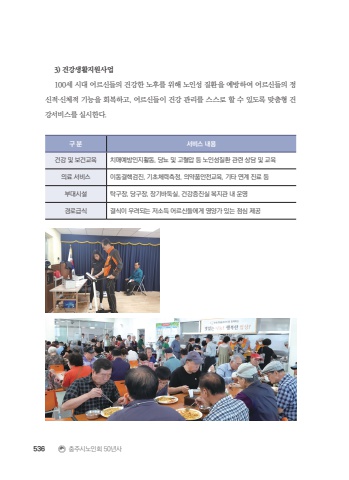 3) 건강생활지원사업
100세 시대 어르신들의 건강한 노후를 위해 노인성 질환을 예방하여 어르신들의 정
신적·신체적 기능을 회복하고, 어르신들이 건강 관리를 스스로 할 수 있도록 맞춤형 건
강서비스를 실시한다.
구 분 서비스 내용
건강 및 보건교육 치매예방인지활동, 당뇨 및 고혈압 등 노인성질환 관련 상담 및 교육
의료 서비스 이동결핵검진, 기초체력측정, 의약품안전교육, 기타 연계 진료 등
부대시설 탁구장, 당구장, 장기바둑실, 건강증진실 복지관 내 운영
경로급식 결식이 우려되는 저소득 어르신들에게 영양가 있는 점심 제공
536 충주시노인회 50년사